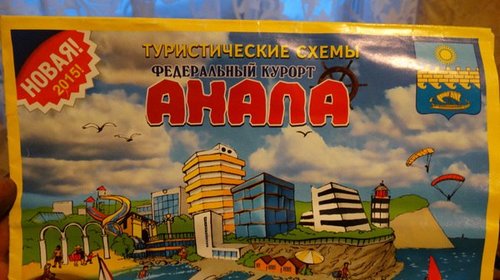 НОВАЯ!
2015!
ТУРИСТИЧЕСКИЕ СХЕМЫ
ФЕДЕРАЛЬНЫЙ КУРОРТ
АНАПА